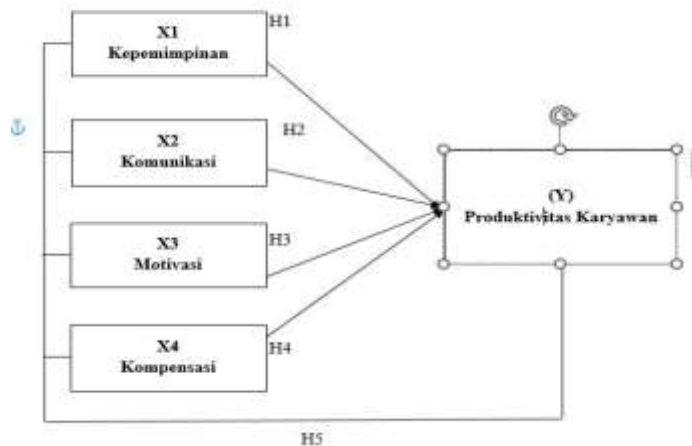 H1
X1
Kepemimpinan
H2
X2
Komunikasi
(Y)
Produktivitas Karyawan
H3
X3
Motivasi
X4
Kompensasi
H4
H5